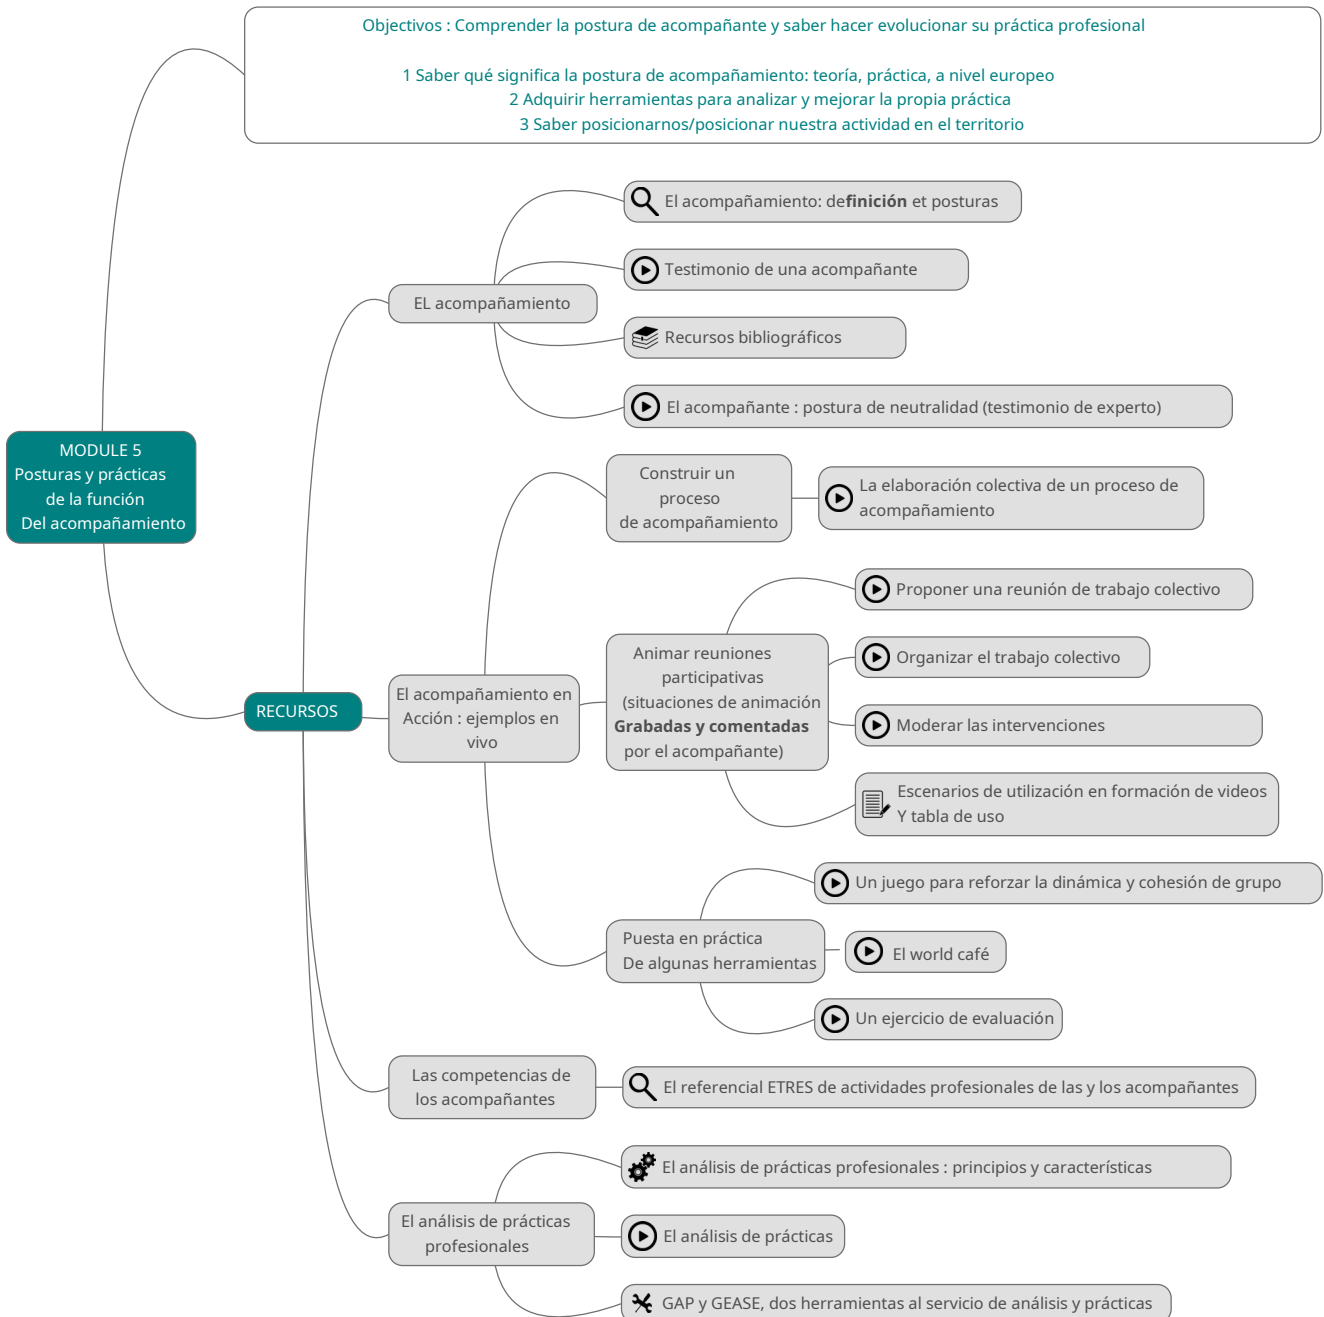 Objectivos : Comprender la postura de acompañante y saber hacer evolucionar su práctica profesional
1 Saber qué significa la postura de acompañamiento: teoría, práctica, a nivel europeo
2 Adquirir herramientas para analizar y mejorar la propia práctica
3 Saber posicionarnos/posicionar nuestra actividad en el territorio
MODULE 5
Posturas y prácticas
de la función
Del acompañamiento
RECURSOS
EL acompañamiento
El acompañamiento: definición et posturas
Testimonio de una acompañante
Recursos bibliográficos
El acompañante : postura de neutralidad (testimonio de experto)
El acompañamiento en
Acción : ejemplos en
vivo
Construir un
proceso
de acompañamiento
La elaboración colectiva de un proceso de
acompañamiento
Animar reuniones
participativas
(situaciones de animación
Grabadas y comentadas
por el acompañante)
Proponer una reunión de trabajo colectivo
Organizar el trabajo colectivo
Moderar las intervenciones
Escenarios de utilización en formación de videos
Y tabla de uso
Puesta en práctica
De algunas herramientas
Un juego para reforzar la dinámica y cohesión de grupo
El world café
Un ejercicio de evaluación
Las competencias de
los acompañantes
El referencial ETRES de actividades profesionales de las y los acompañantes
El análisis de prácticas
profesionales
El análisis de prácticas profesionales : principios y características
El análisis de prácticas
GAP y GEASE, dos herramientas al servicio de análisis y prácticas